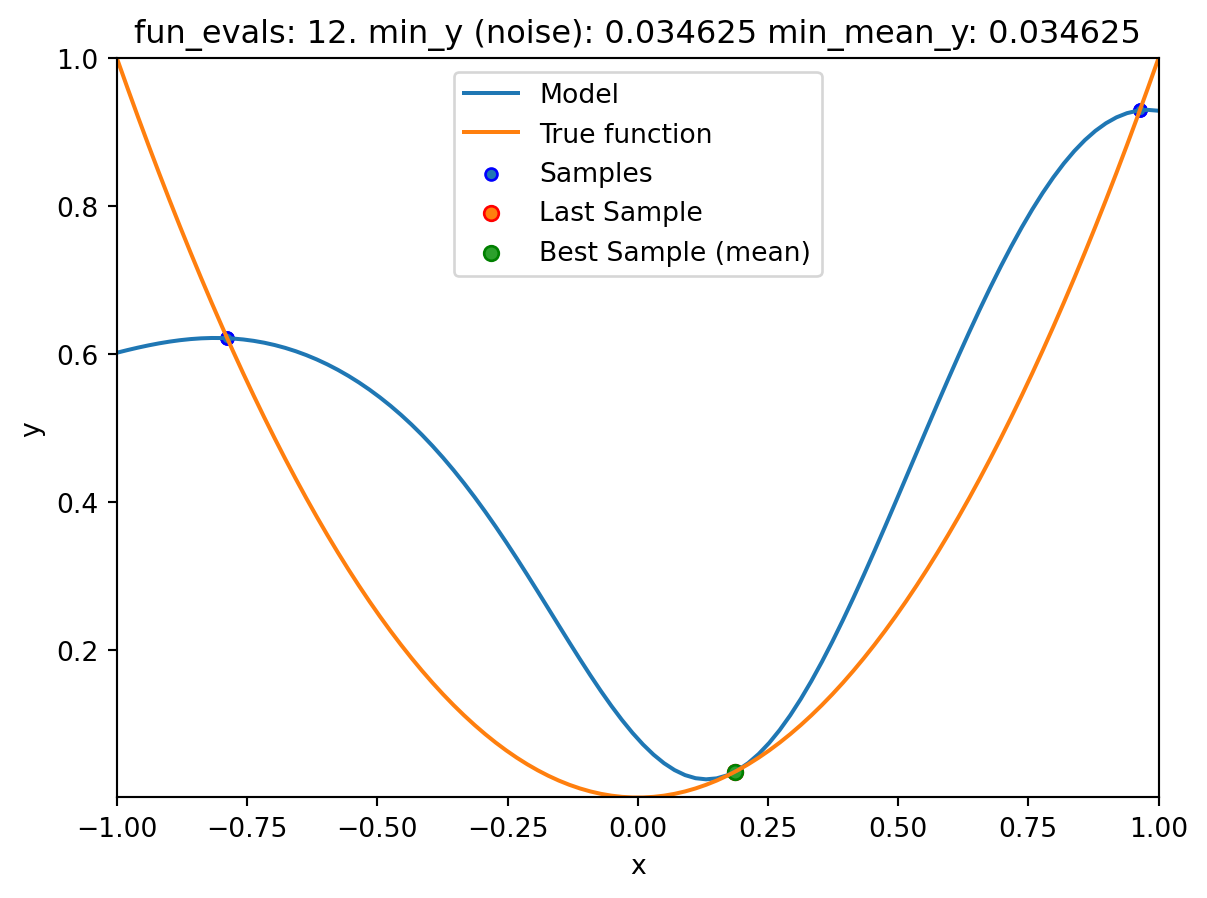 fun_evals: 12. min_y (noise): 0.034625 min_mean_y: 0.034625
Model
True function
Samples
Last Sample
Best Sample (mean)
y
1.0
0.8
0.6
0.4
0.2
−1.00 −0.75 −0.50 −0.25 0.00 0.25 0.50 0.75 1.00
x